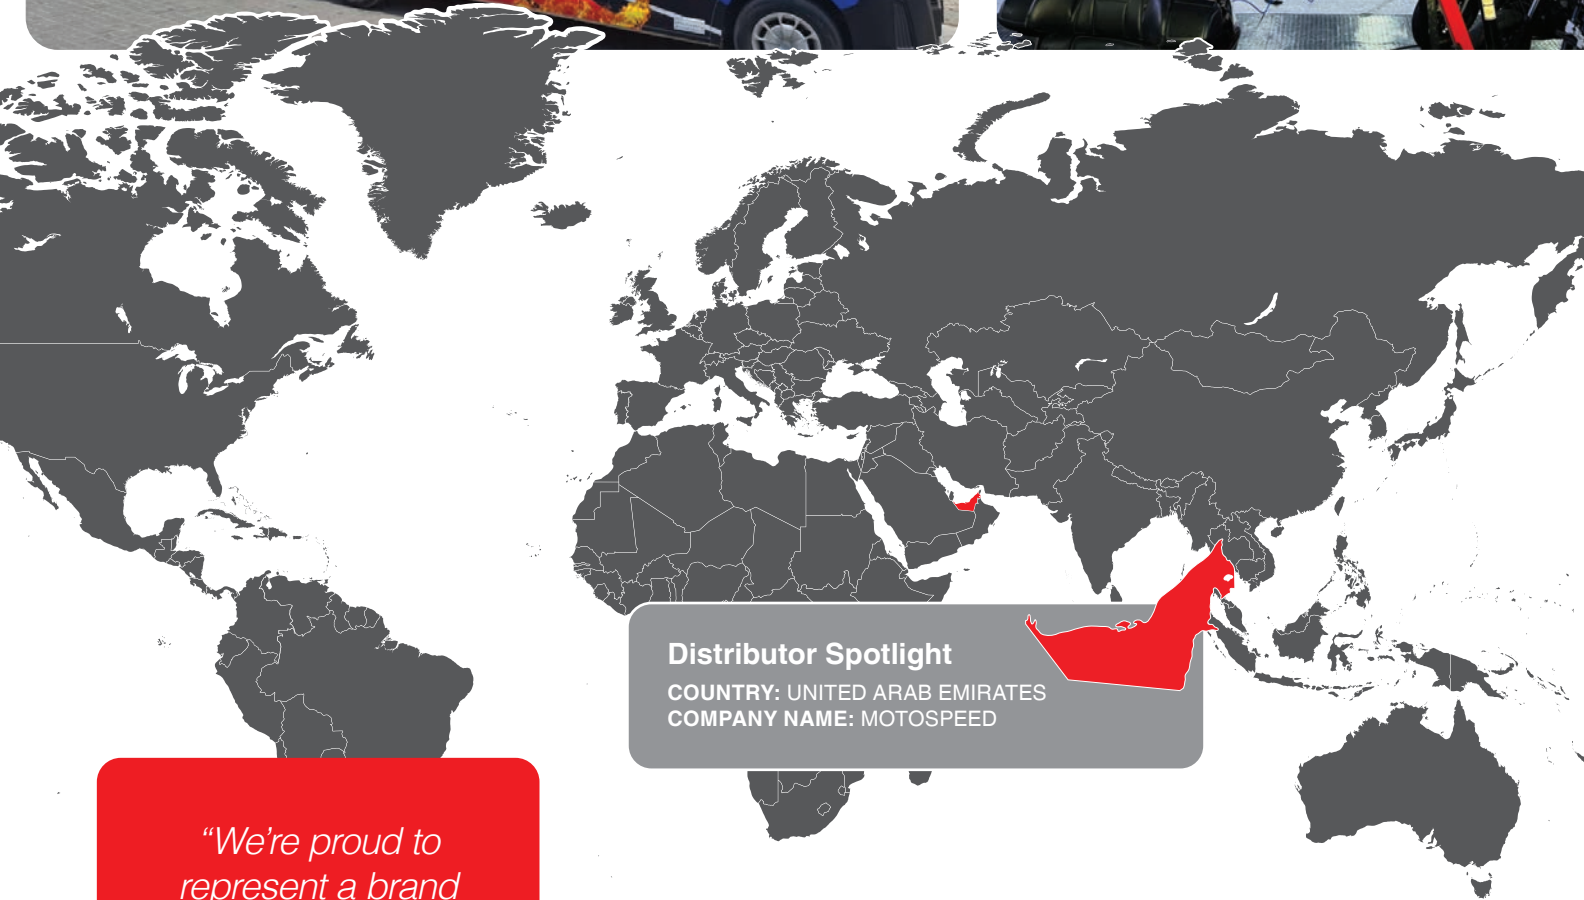 Distributor Spotlight
COUNTRY: UNITED ARAB EMIRATES
COMPANY NAME: MOTOSPEED
“We’re proud to
represent a brand